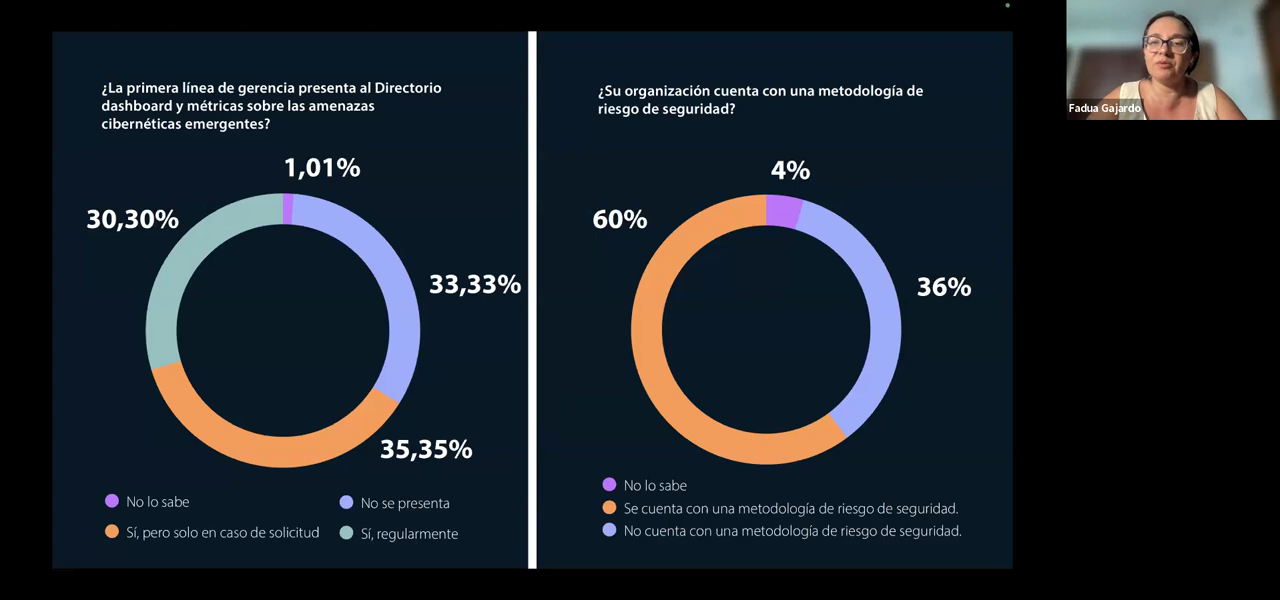 ¿La primera línea de gerencia presenta al Directorio
dashboard y métricas sobre las amenazas
cibernéticas emergentes?
1,01%
30,30%
33,33%
35,35%
No lo sabe
No se presenta
Sí, pero solo en caso de solicitud
Sí, regularmente
¿Su organización cuenta con una metodología de
riesgo de seguridad?
4%
60%
36%
No lo sabe
Se cuenta con una metodología de riesgo de seguridad.
No cuenta con una metodología de riesgo de seguridad.
Fadua Gajardo